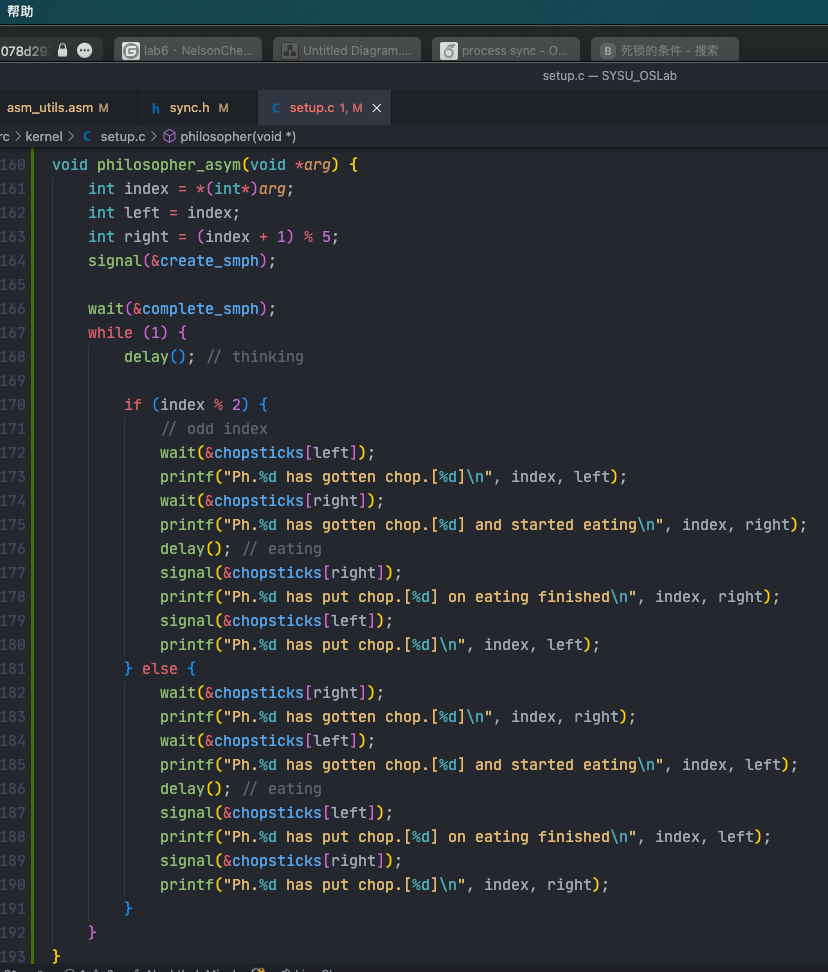 帮助
078d29
lab6 · NelsonChe...
Untitled Diagram....
process sync - O...
B 死锁的条件 - 搜索
setup.c — SYSU_OSLab
asm_utils.asm M
h sync.h M
C setup.c 1, M ×
rc > kernel > C setup.c > philosopher(void *)
160 void philosopher_asym(void *arg) {
161 int index = *(int*)arg;
162 int left = index;
163 int right = (index + 1) % 5;
164 signal(&create_smph);
165
166 wait(&complete_smph);
167 while (1) {
168 delay(); // thinking
169
170 if (index % 2) {
171 // odd index
172 wait(&chopsticks[left]);
173 printf("Ph.%d has gotten chop.[%d]\n", index, left);
174 wait(&chopsticks[right]);
175 printf("Ph.%d has gotten chop.[%d] and started eating\n", index, right);
176 delay(); // eating
177 signal(&chopsticks[right]);
178 printf("Ph.%d has put chop.[%d] on eating finished\n", index, right);
179 signal(&chopsticks[left]);
180 printf("Ph.%d has put chop.[%d]\n", index, left);
181 } else {
182 wait(&chopsticks[right]);
183 printf("Ph.%d has gotten chop.[%d]\n", index, right);
184 wait(&chopsticks[left]);
185 printf("Ph.%d has gotten chop.[%d] and started eating\n", index, left);
186 delay(); // eating
187 signal(&chopsticks[left]);
188 printf("Ph.%d has put chop.[%d] on eating finished\n", index, left);
189 signal(&chopsticks[right]);
190 printf("Ph.%d has put chop.[%d]\n", index, right);
191 }
192 }
193 }